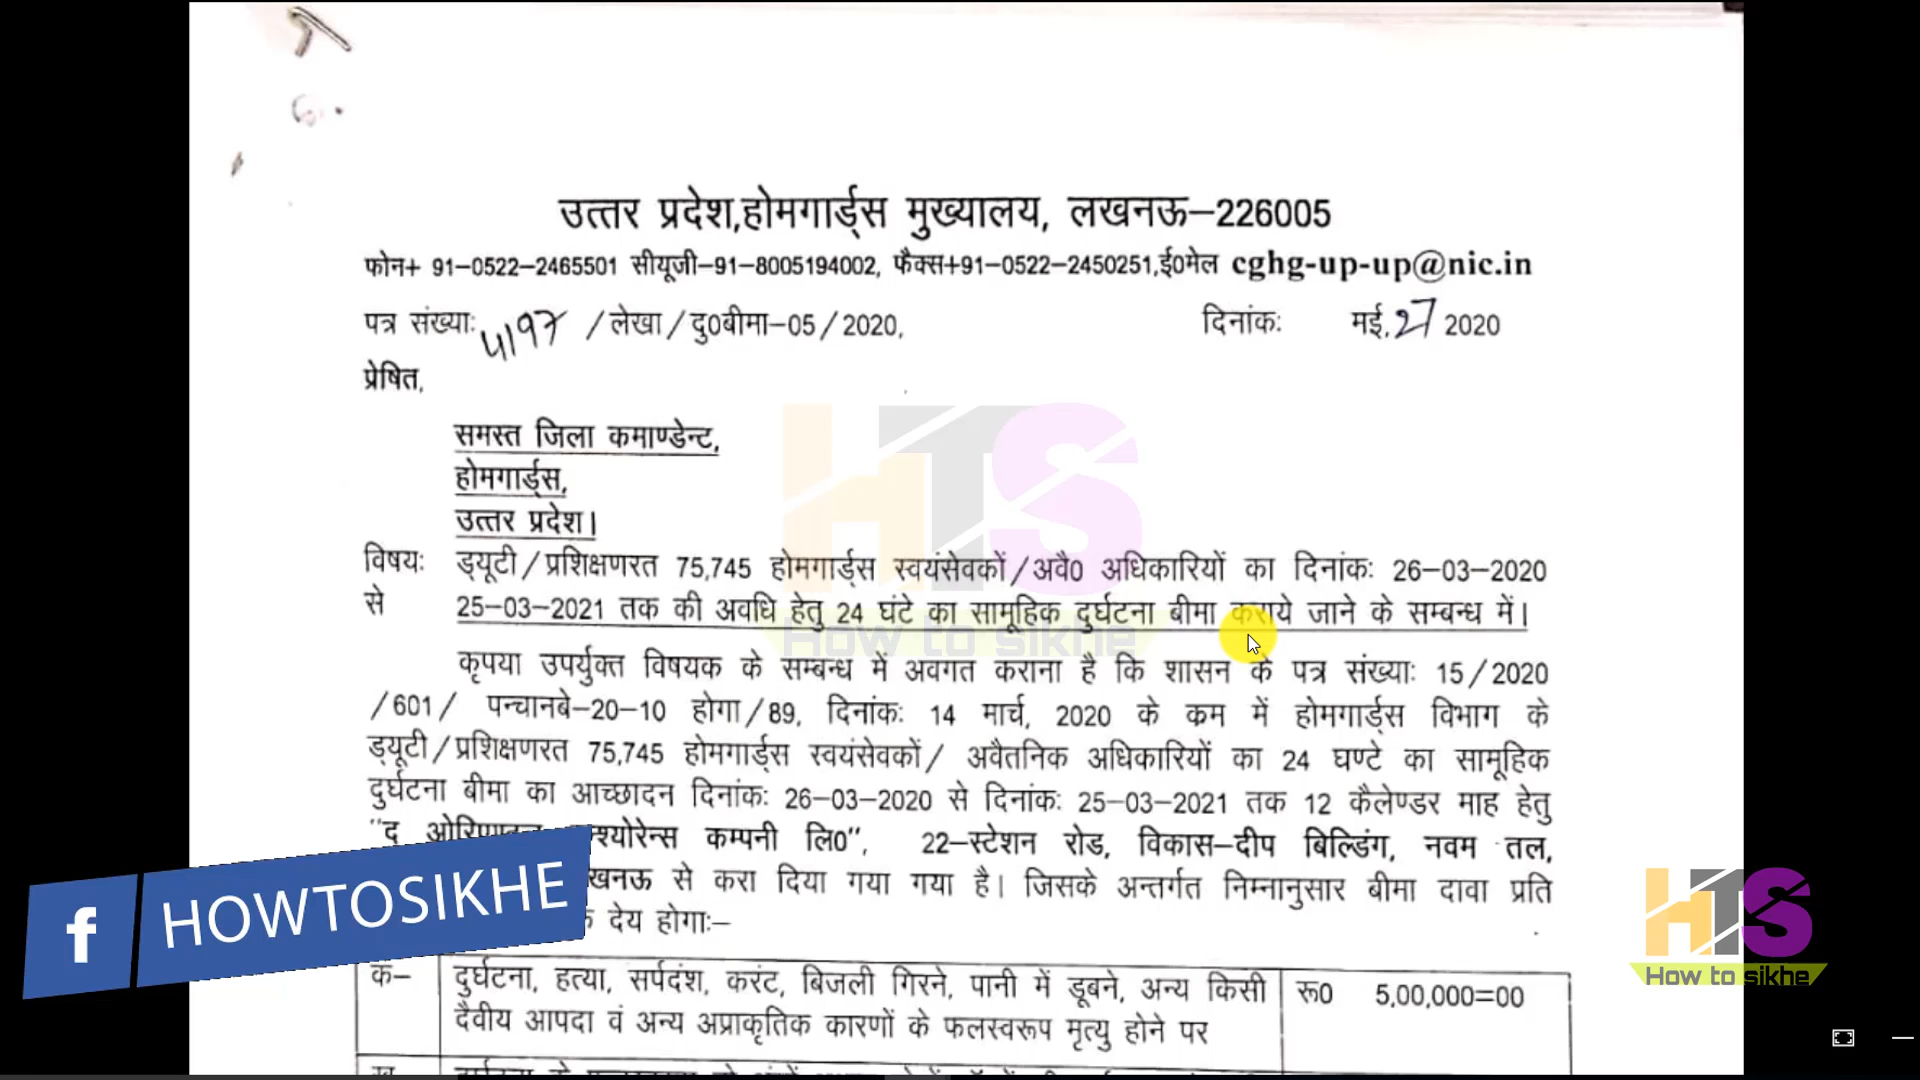 उत्तर प्रदेश,होमगार्ड्स मुख्यालय, लखनऊ-226005
फोन+ 91-0522-2465501 सीयूजी-91-8005194002, फैक्स+91-0522-2450251,ई0मेल cghg-up-up@nic.in
पत्र संख्याः 4197 /लेखा/दु0बीमा-05/2020, दिनांकः मई, 27 2020
प्रेषित,
समस्त जिला कमाण्डेन्ट,
होमगार्ड्स,
उत्तर प्रदेश।
विषयः ड्यूटी/प्रशिक्षणरत 75,745 होमगार्ड्स स्वयंसेवकों/अवै0 अधिकारियों का दिनांकः 26-03-2020
से 25-03-2021 तक की अवधि हेतु 24 घंटे का सामूहिक दुर्घटना बीमा कराये जाने के सम्बन्ध में।
कृपया उपर्युक्त विषयक के सम्बन्ध में अवगत कराना है कि शासन के पत्र संख्याः 15/2020
/601/ पन्चानबे-20-10 होगा/89, दिनांकः 14 मार्च, 2020 के क्रम में होमगार्ड्स विभाग के
ड्यूटी/प्रशिक्षणरत 75,745 होमगार्ड्स स्वयंसेवकों/ अवैतनिक अधिकारियों का 24 घण्टे का सामूहिक
दुर्घटना बीमा का आच्छादन दिनांकः 26-03-2020 से दिनांकः 25-03-2021 तक 12 कैलेण्डर माह हेतु
"द कम्पनी लि0", 22-स्टेशन रोड, विकास-दीप बिल्डिंग, नवम तल,
से करा दिया गया गया है। जिसके अन्तर्गत निम्नानुसार बीमा दावा प्रति
देय होगाः-
क- दुर्घटना, हत्या, सर्पदंश, करंट, बिजली गिरने, पानी में डूबने, अन्य किसी रू0 5,00,000=00
दैवीय आपदा वं अन्य अप्राकृतिक कारणों के फलस्वरूप मृत्यु होने पर
HTS
How to sikhe
f HOWTOSIKHE
HTS
How to sikhe